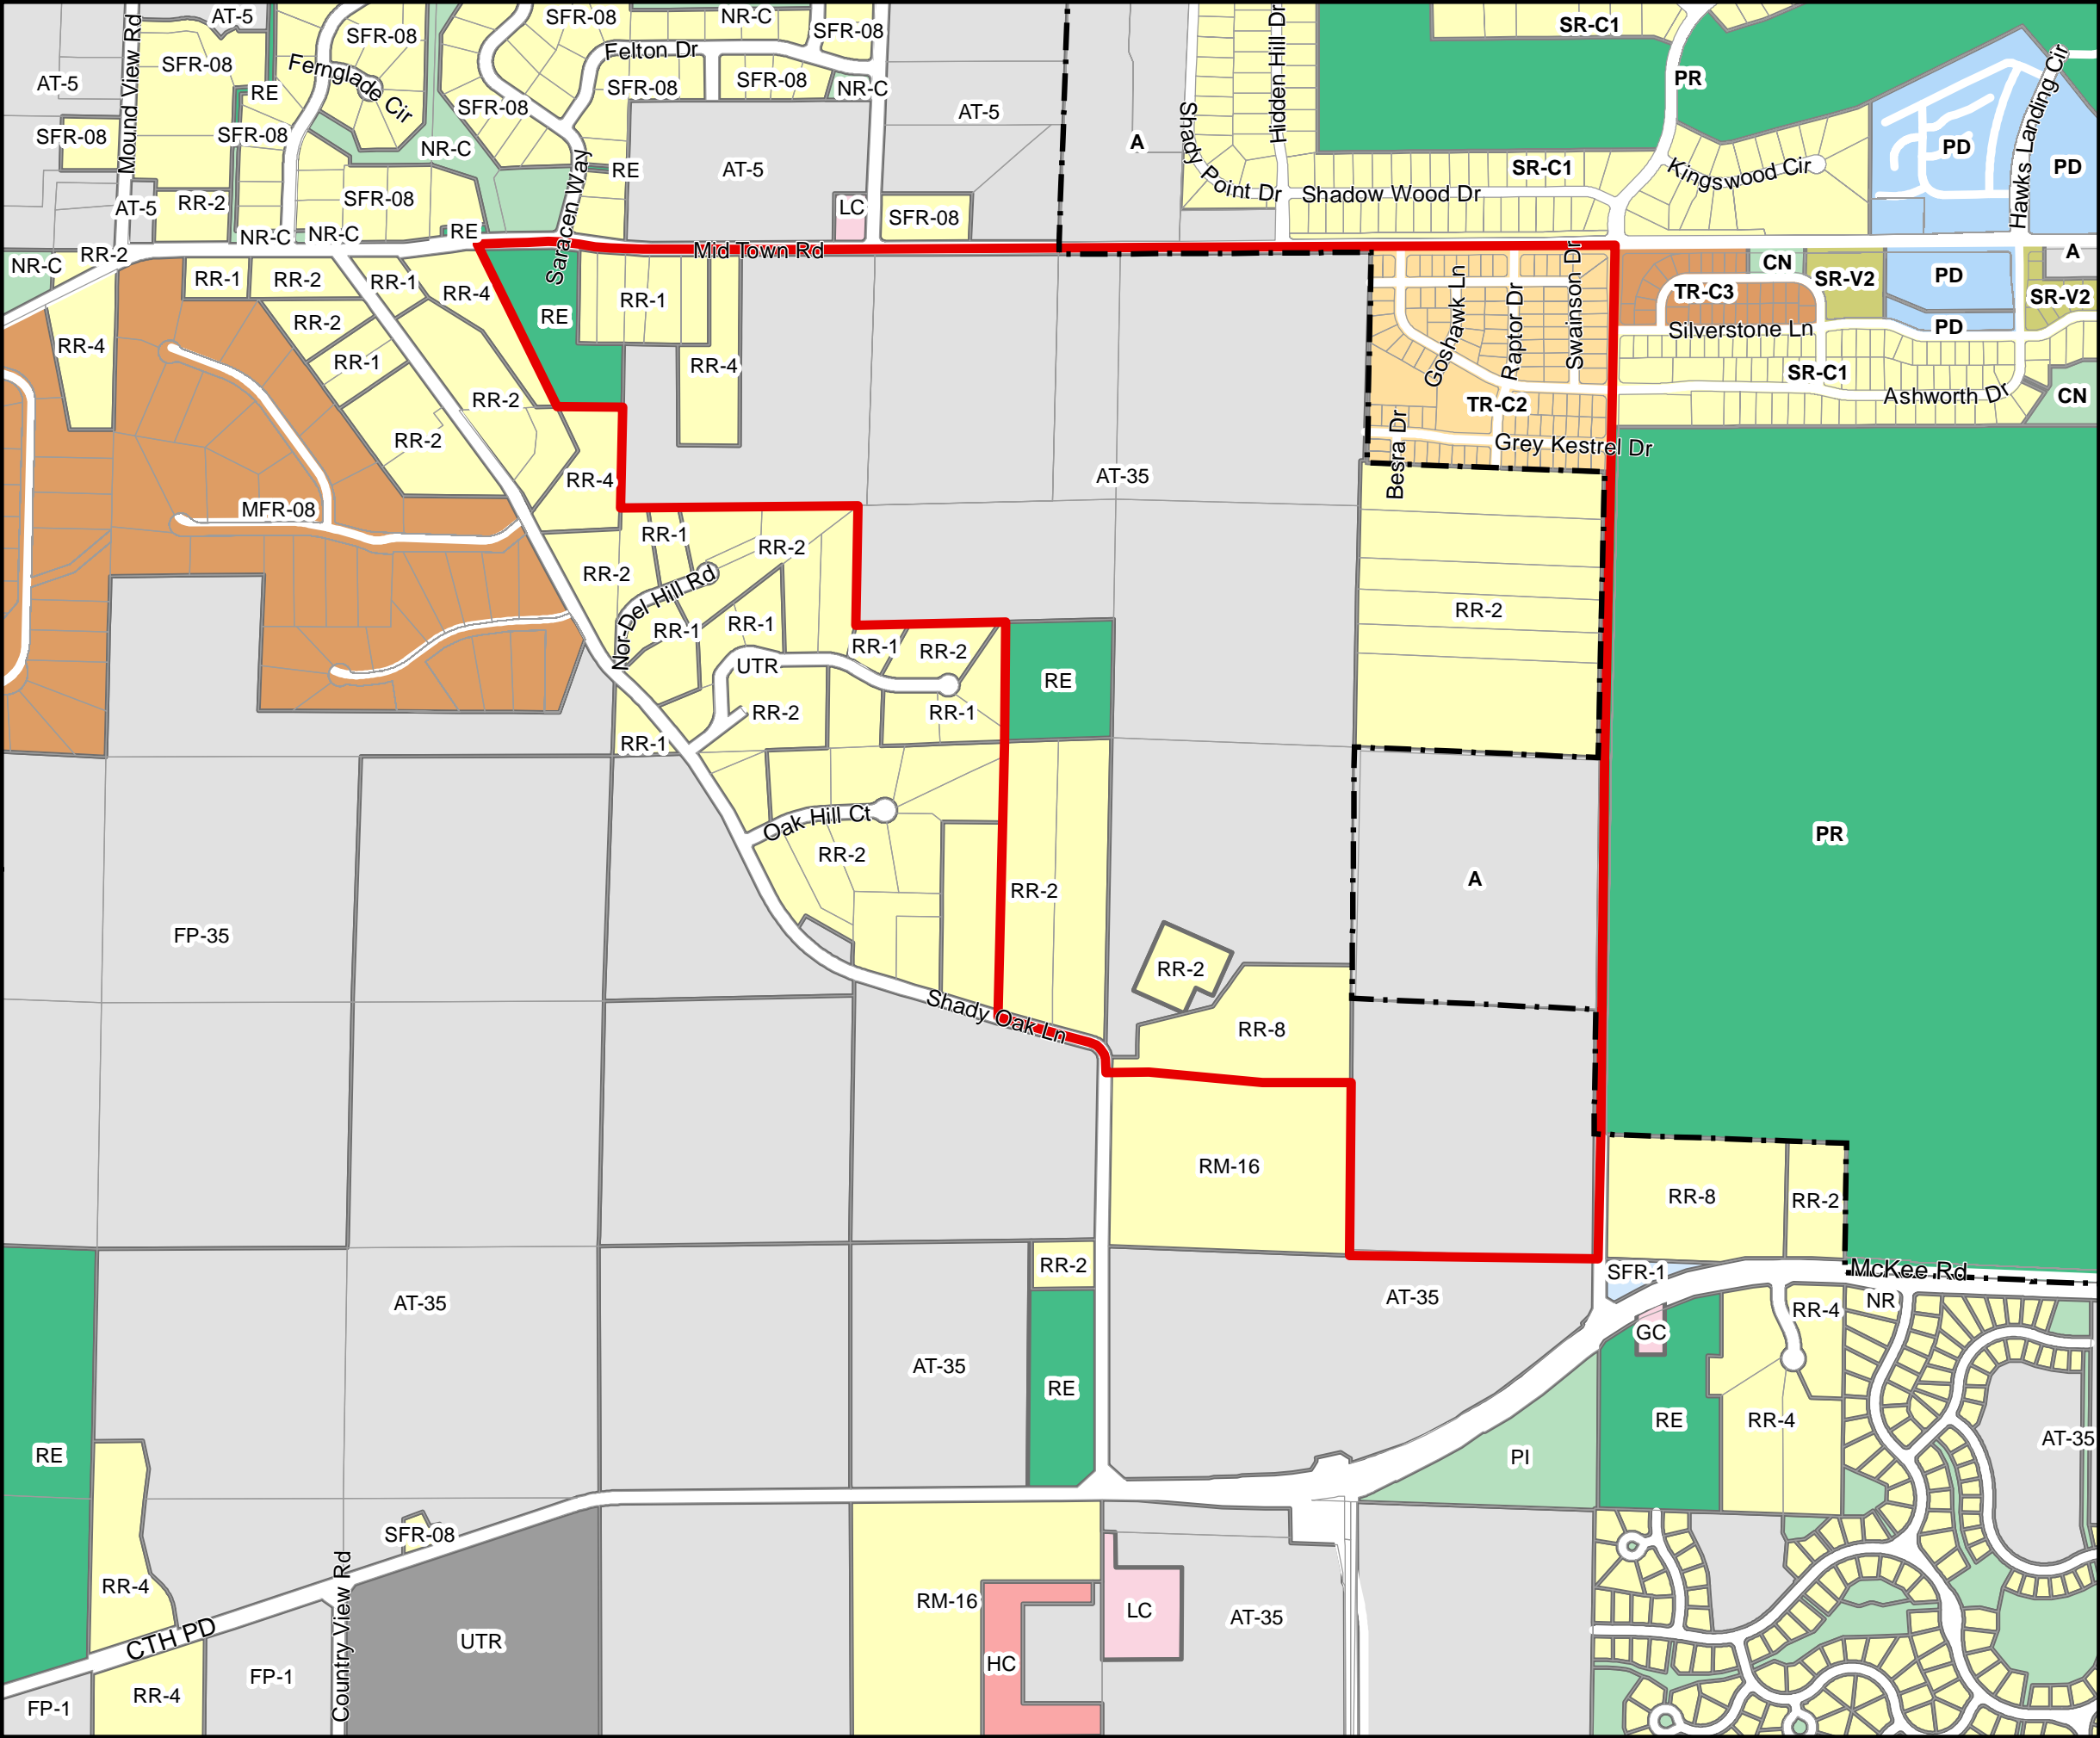 AT-5
NR-C
SFR-08
SR-C1
SFR-08
SFR-08
Mound View Rd
Felton Dr
Hidden Hill Dr
SFR-08
Fernglade Cir
PR
AT-5
RE
SFR-08
SFR-08
NR-C
Hawks Landing Cir
SFR-08
AT-5
SFR-08
SFR-08
NR-C
A
Shady Point Dr
PD
PD
RE
AT-5
SR-C1
Kingswood Cir
Saracen Way
AT-5
RR-2
SFR-08
LC
SFR-08
Shadow Wood Dr
NR-C
NR-C
RE
RR-2
Mid Town Rd
A
NR-C
RR-1
RR-2
RR-1
RR-4
RR-1
CN
SR-V2
PD
SR-V2
TR-C3
RE
RR-2
Goshawk Ln
Raptor Dr
Swainson Dr
Silverstone Ln
PD
RR-4
RR-1
RR-4
SR-C1
RR-2
TR-C2
Ashworth Dr
CN
RR-2
Besra Dr
Grey Kestrel Dr
RR-4
AT-35
MFR-08
RR-1
RR-2
RR-2
Nor-Del Hill Rd
RR-2
RR-1
RR-1
RR-1
RR-2
UTR
RE
RR-2
RR-1
RR-1
Oak Hill Ct
PR
RR-2
RR-2
A
FP-35
RR-2
Shady Oak Ln
RR-8
RM-16
RR-8
RR-2
RR-2
SFR-1
McKee Rd
AT-35
AT-35
RR-4
NR
GC
AT-35
RE
RE
RR-4
RE
PI
AT-35
SFR-08
RR-4
Country View Rd
RM-16
LC
AT-35
CTH PD
UTR
HC
FP-1
RR-4
FP-1